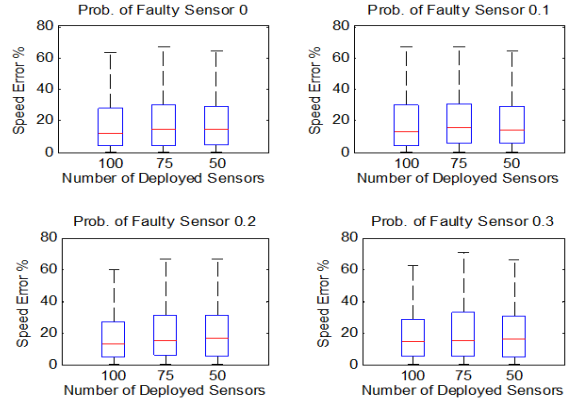 Prob. of Faulty Sensor 0
80
60
40
20
0
Speed Error %
100 75 50
Number of Deployed Sensors
Prob. of Faulty Sensor 0.1
80
60
40
20
0
Speed Error %
100 75 50
Number of Deployed Sensors
Prob. of Faulty Sensor 0.2
80
60
40
20
0
Speed Error %
100 75 50
Number of Deployed Sensors
Prob. of Faulty Sensor 0.3
80
60
40
20
0
Speed Error %
100 75 50
Number of Deployed Sensors